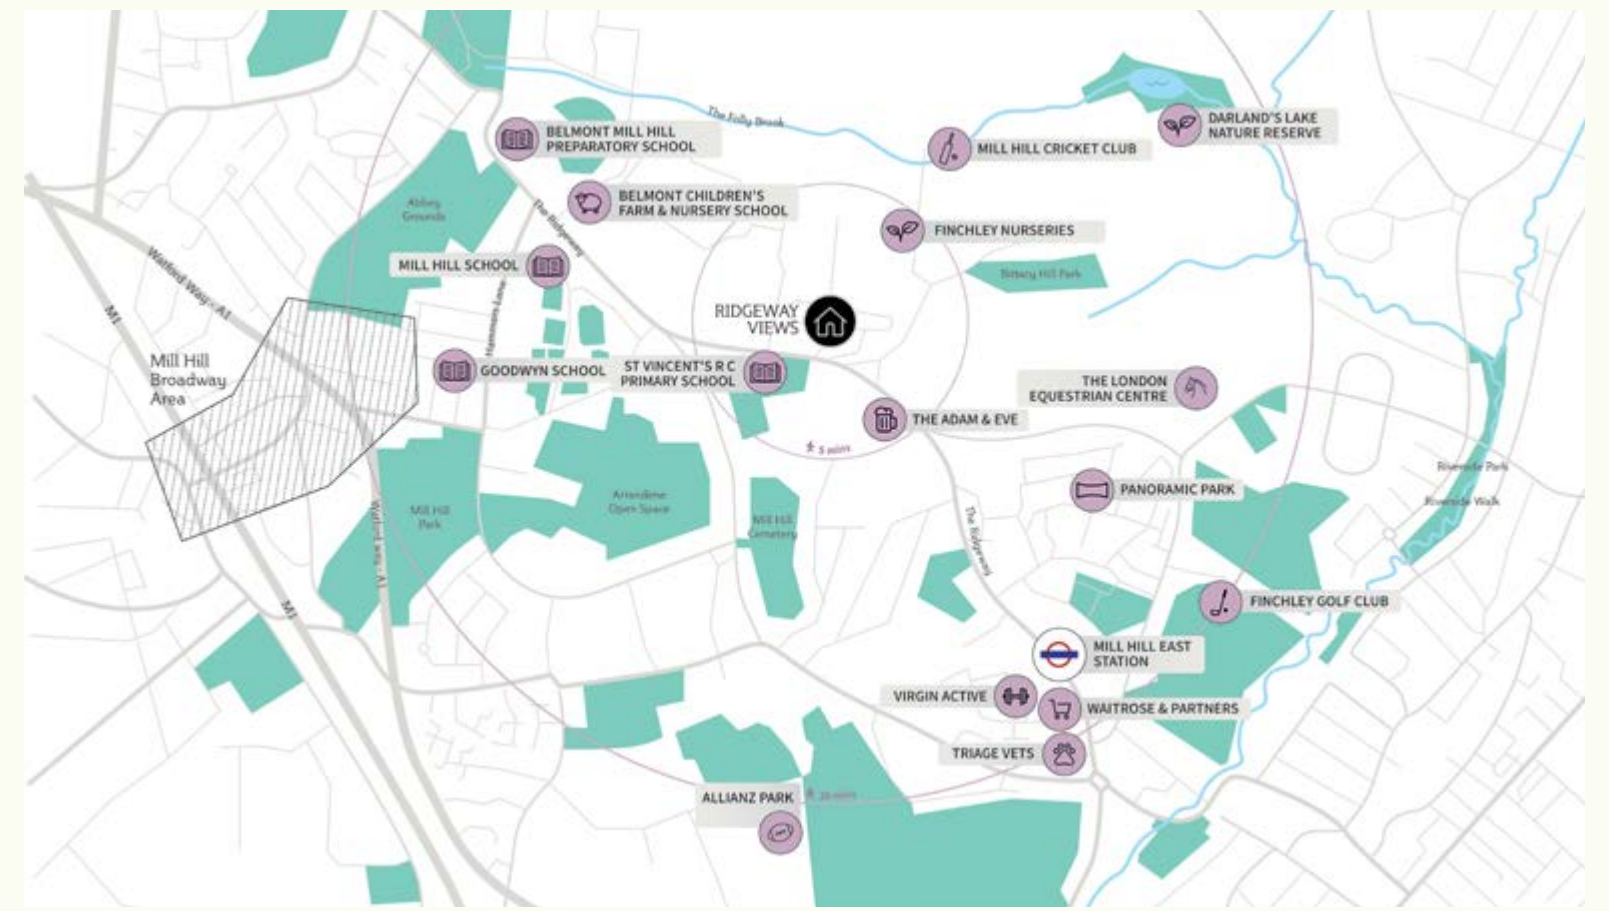 The Folly Brook
DARLAND'S LAKE
NATURE RESERVE
BELMONT MILL HILL
PREPARATORY SCHOOL
MILL HILL CRICKET CLUB
BELMONT CHILDREN'S
FARM & NURSERY SCHOOL
Abbey
Grounds
The Ridgeway
FINCHLEY NURSERIES
MILL HILL SCHOOL
Bittacy Hill Park
Watford Way - A1
M1
Hammers Lane
RIDGEWAY
VIEWS
Mill Hill
Broadway
Area
GOODWYN SCHOOL
ST VINCENT'S R C
PRIMARY SCHOOL
THE LONDON
EQUESTRIAN CENTRE
THE ADAM & EVE
5 mins
Riverside Park
Riverside Walk
PANORAMIC PARK
Mill Hill
Park
Arrandene
Open Space
Mill Hill
Cemetery
Watford way - A1
The Ridgeway
M1
FINCHLEY GOLF CLUB
MILL HILL EAST
STATION
VIRGIN ACTIVE
WAITROSE & PARTNERS
TRIAGE VETS
ALLIANZ PARK
mins